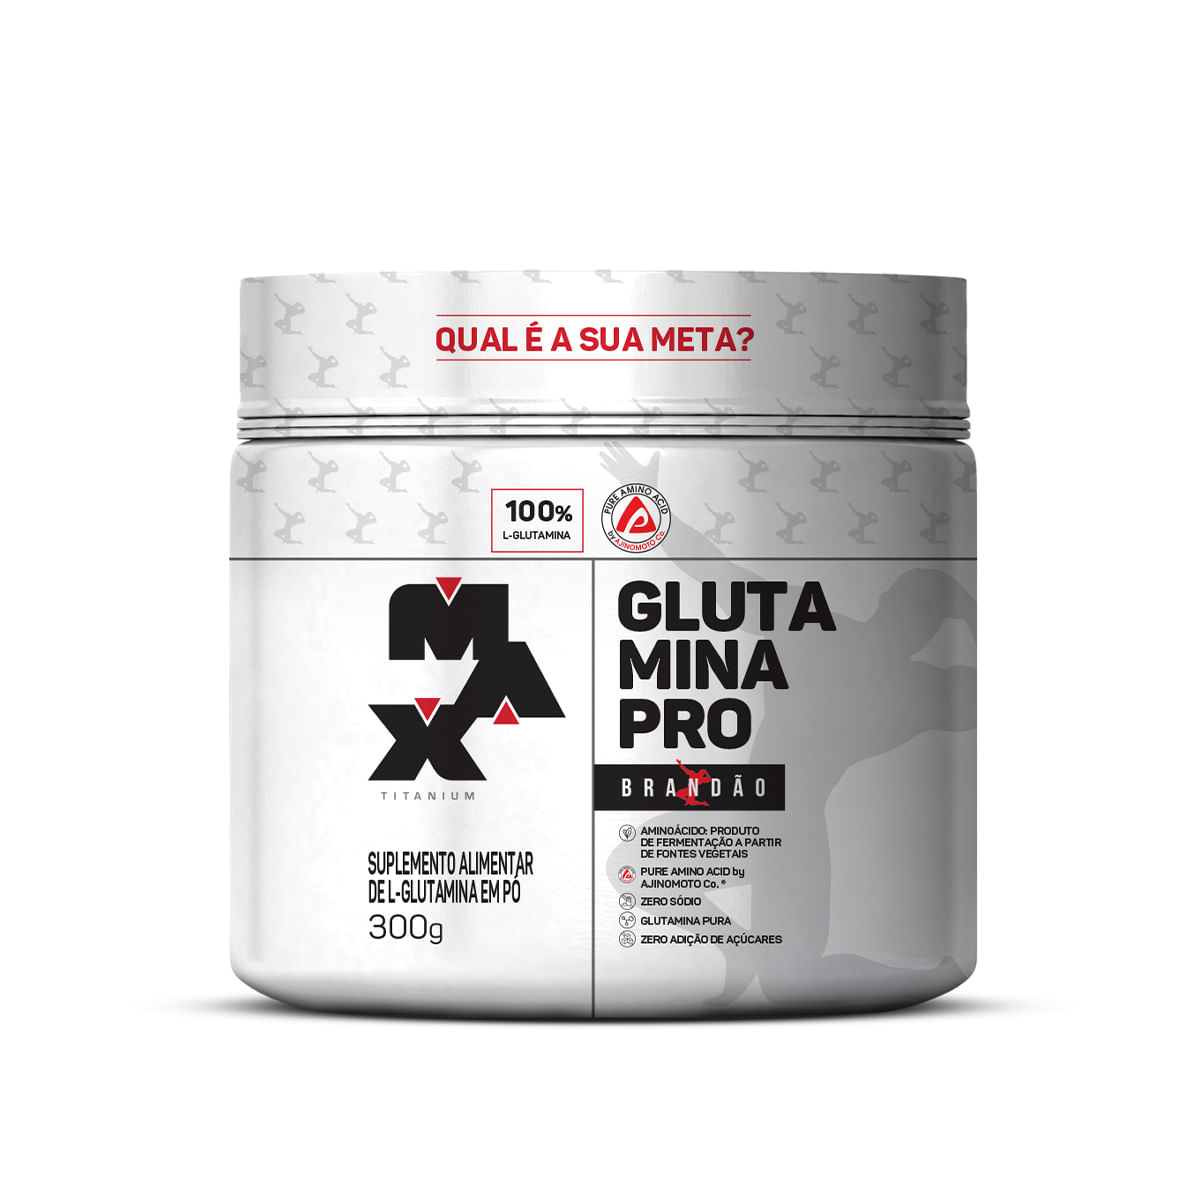 QUAL É A SUA META?
100%
L-GLUTAMINA
PURE AMINO ACID
by AJINOMOTO Co.
MAX
TITANIUM
SUPLEMENTO ALIMENTAR
DE L-GLUTAMINA EM PÓ
300g
GLUTA
MINA
PRO
BRANDÃO
AMINOÁCIDO: PRODUTO
DE FERMENTAÇÃO A PARTIR
DE FONTES VEGETAIS
PURE AMINO ACID by
AJINOMOTO Co.®
ZERO SÓDIO
GLUTAMINA PURA
ZERO ADIÇÃO DE AÇÚCARES